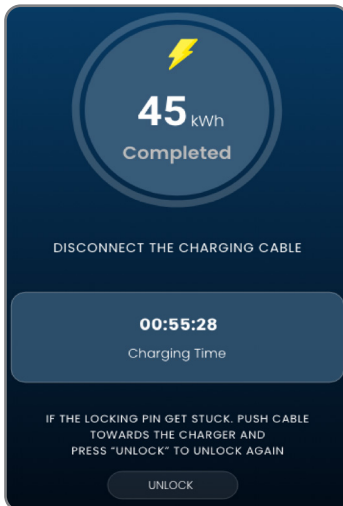 45 kWh
Completed
DISCONNECT THE CHARGING CABLE
00:55:28
Charging Time
IF THE LOCKING PIN GET STUCK. PUSH CABLE
TOWARDS THE CHARGER AND
PRESS “UNLOCK” TO UNLOCK AGAIN
UNLOCK